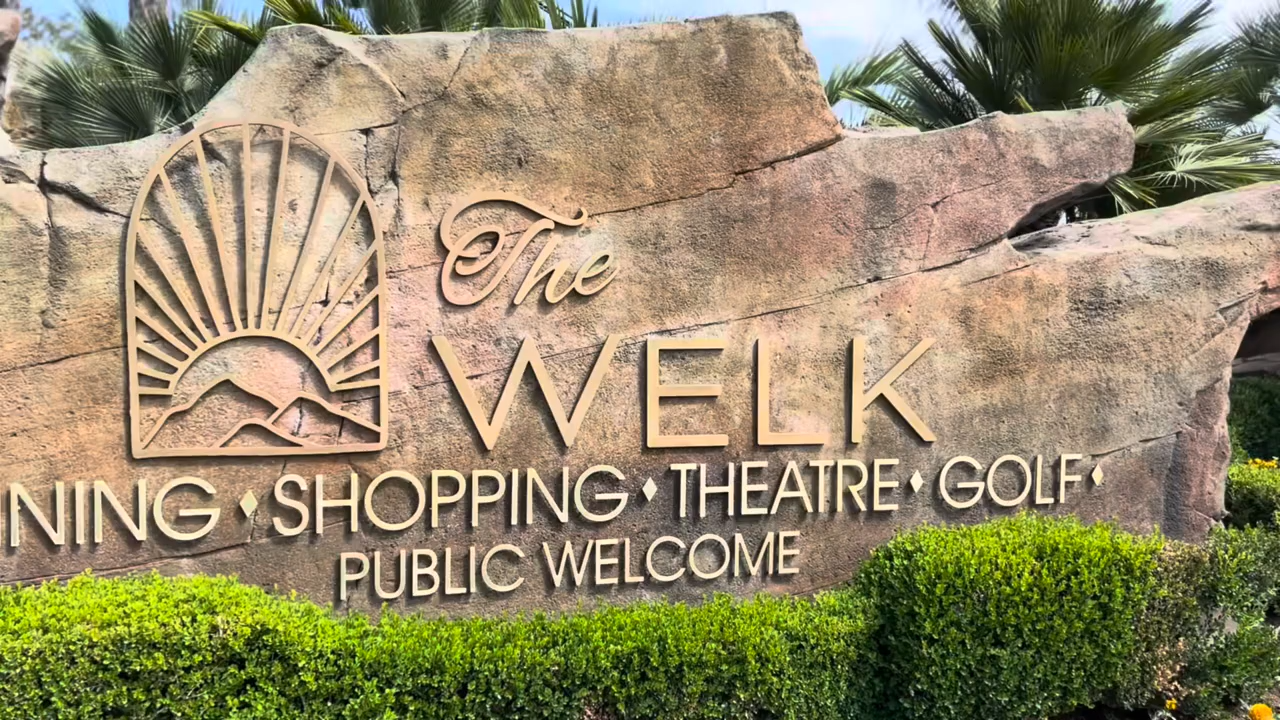 The
WELK
NING · SHOPPING · THEATRE · GOLF ·
PUBLIC WELCOME